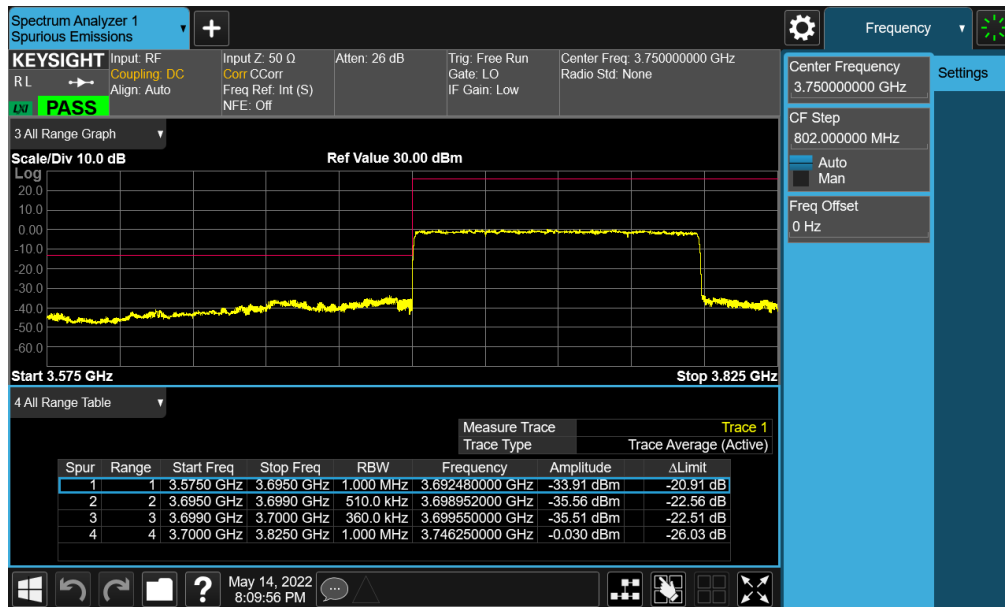 Spectrum Analyzer 1
Spurious Emissions
Frequency
KEYSIGHT
RL
LXI PASS
Input: RF
Coupling: DC
Align: Auto
Input Z: 50 Ω
Corr CCorr
Freq Ref: Int (S)
NFE: Off
Atten: 26 dB
Trig: Free Run
Gate: LO
IF Gain: Low
Center Freq: 3.750000000 GHz
Radio Std: None
Center Frequency
3.750000000 GHz
Settings
CF Step
802.000000 MHz
Auto
Man
Freq Offset
0 Hz
3 All Range Graph
Scale/Div 10.0 dB Ref Value 30.00 dBm
Log
20.0
10.0
0.00
-10.0
-20.0
-30.0
-40.0
-50.0
-60.0
Start 3.575 GHz Stop 3.825 GHz
4 All Range Table
Measure Trace Trace 1
Trace Type Trace Average (Active)
Spur Range Start Freq Stop Freq RBW Frequency Amplitude ΔLimit
1 1 3.5750 GHz 3.6950 GHz 1.000 MHz 3.692480000 GHz -33.91 dBm -20.91 dB
2 2 3.6950 GHz 3.6990 GHz 510.0 kHz 3.698952000 GHz -35.56 dBm -22.56 dB
3 3 3.6990 GHz 3.7000 GHz 360.0 kHz 3.699550000 GHz -35.51 dBm -22.51 dB
4 4 3.7000 GHz 3.8250 GHz 1.000 MHz 3.746250000 GHz -0.030 dBm -26.03 dB
May 14, 2022
8:09:56 PM